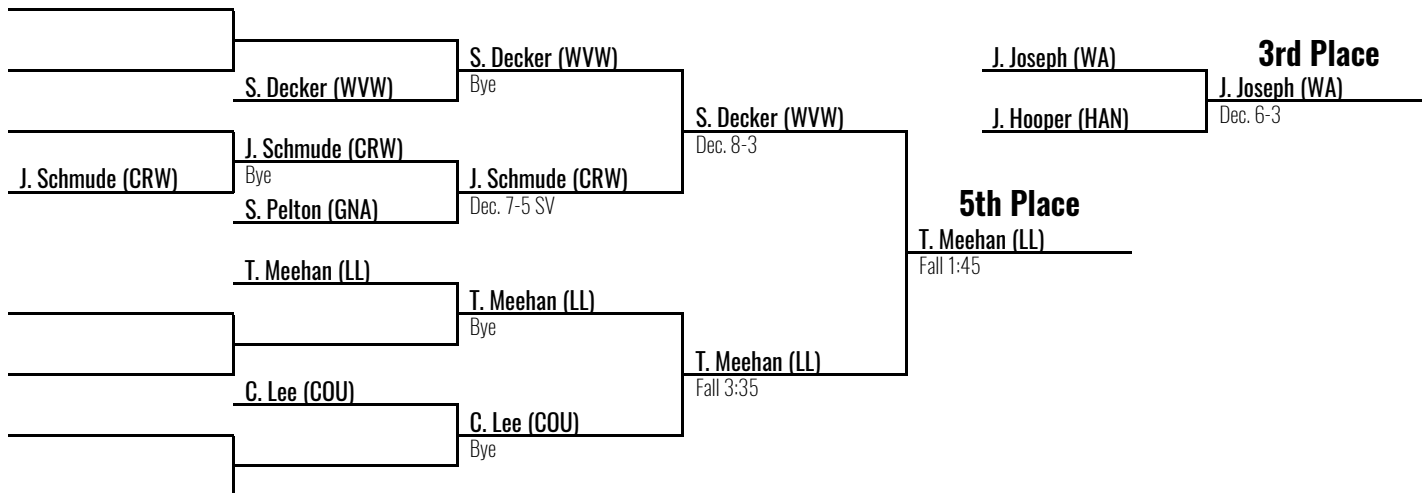 S. Decker (WVW)
J. Schmude (CRW)
J. Schmude (CRW)
Bye
S. Pelton (GNA)
T. Meehan (LL)
C. Lee (COU)
S. Decker (WVW)
Bye
J. Schmude (CRW)
Dec. 7-5 SV
T. Meehan (LL)
Bye
C. Lee (COU)
Bye
S. Decker (WVW)
Dec. 8-3
T. Meehan (LL)
Fall 3:35
5th Place
T. Meehan (LL)
Fall 1:45
J. Joseph (WA)
J. Hooper (HAN)
3rd Place
J. Joseph (WA)
Dec. 6-3